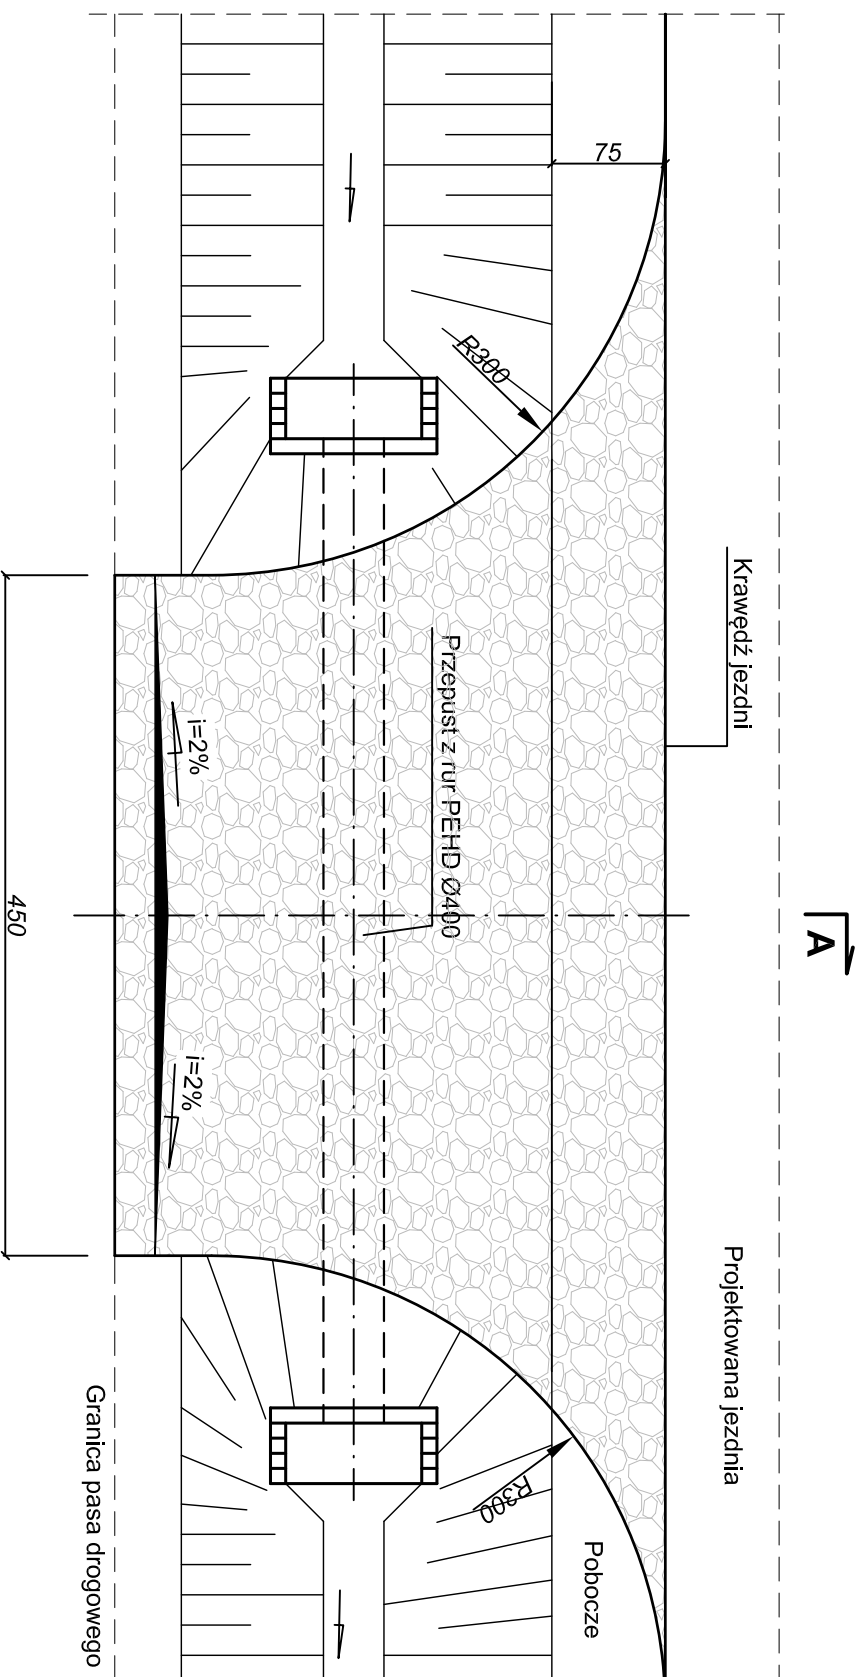 A
Projektowana jezdnia
Krawędź jezdni
75
Pobocze
R300
R300
Przepust z rur PEHD Ø400
i=2%
i=2%
Granica pasa drogowego
450